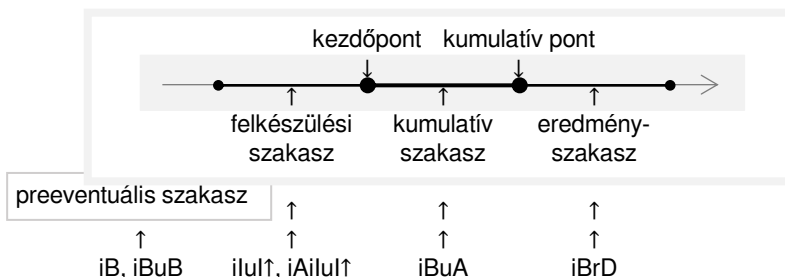 kezdőpont kumulatív pont
↓ ↓
↑ ↑ ↑
felkészülési kumulatív eredmény-
szakasz szakasz szakasz
preeventuális szakasz ↑ ↑ ↑
↑ ↑ ↑ ↑
iB, iBuB iIuI↑, iAiIuI↑ iBuA iBrD